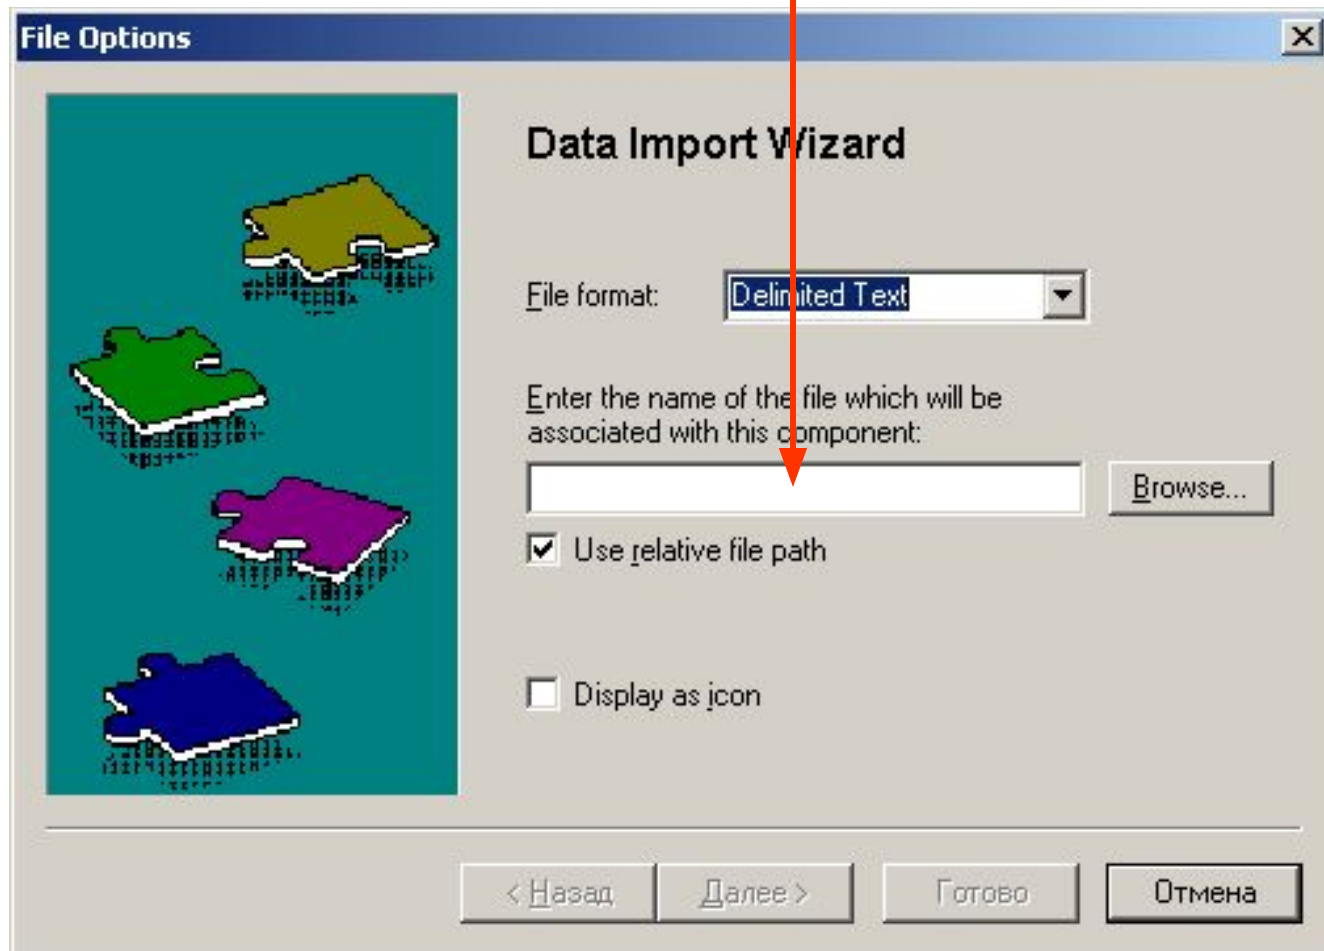 File Options
Data Import Wizard
File format: Delimited Text
Enter the name of the file which will be
associated with this component:
Browse...
Use relative file path
Display as icon
< Назад Далее > Готово Отмена